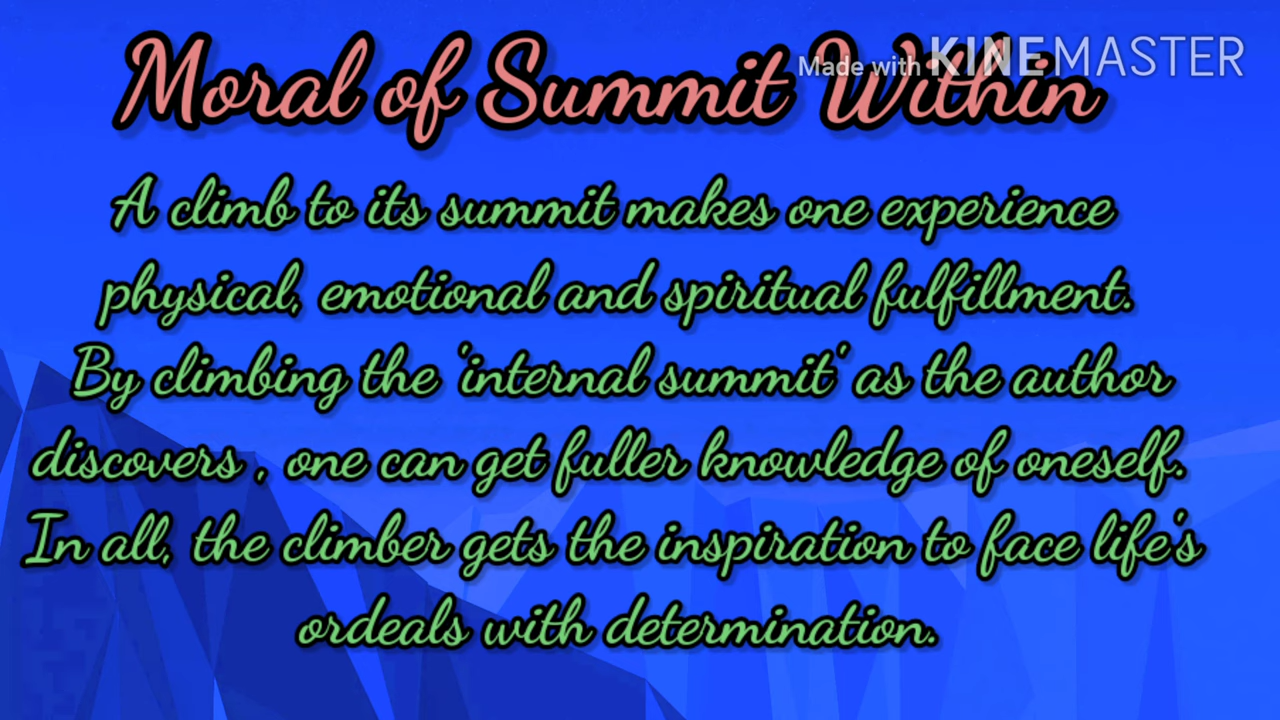 Moral of Summit Within
Made with KINEMASTER
A climb to its summit makes one experience
physical, emotional and spiritual fulfillment.
By climbing the 'internal summit' as the author
discovers , one can get fuller knowledge of oneself.
In all, the climber gets the inspiration to face life's
ordeals with determination.